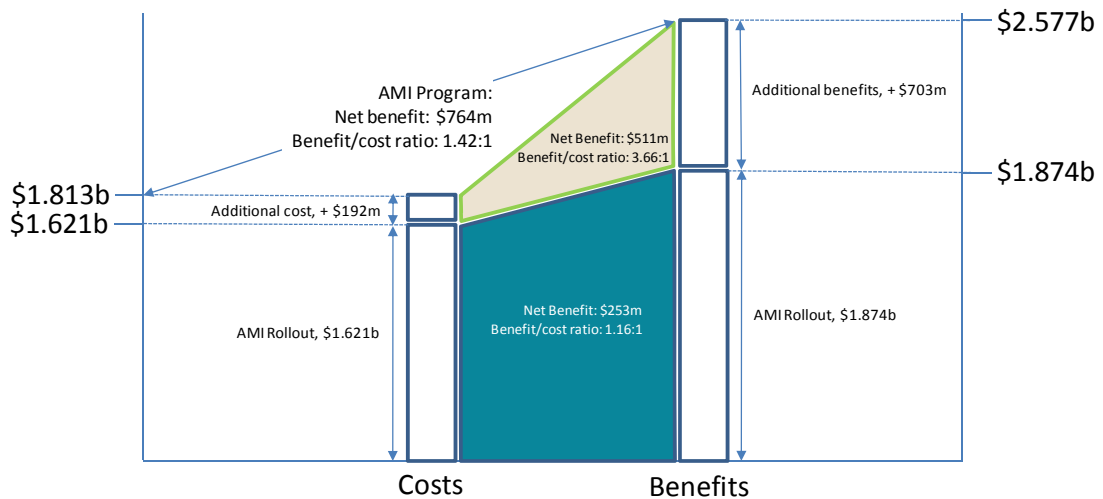 $2.577b
Additional benefits, + $703m
AMI Program:
Net benefit: $764m
Benefit/cost ratio: 1.42:1
Net Benefit: $511m
Benefit/cost ratio: 3.66:1
$1.874b
$1.813b
Additional cost, + $192m
$1.621b
Net Benefit: $253m
Benefit/cost ratio: 1.16:1
AMI Rollout, $1.621b
AMI Rollout, $1.874b
Costs
Benefits